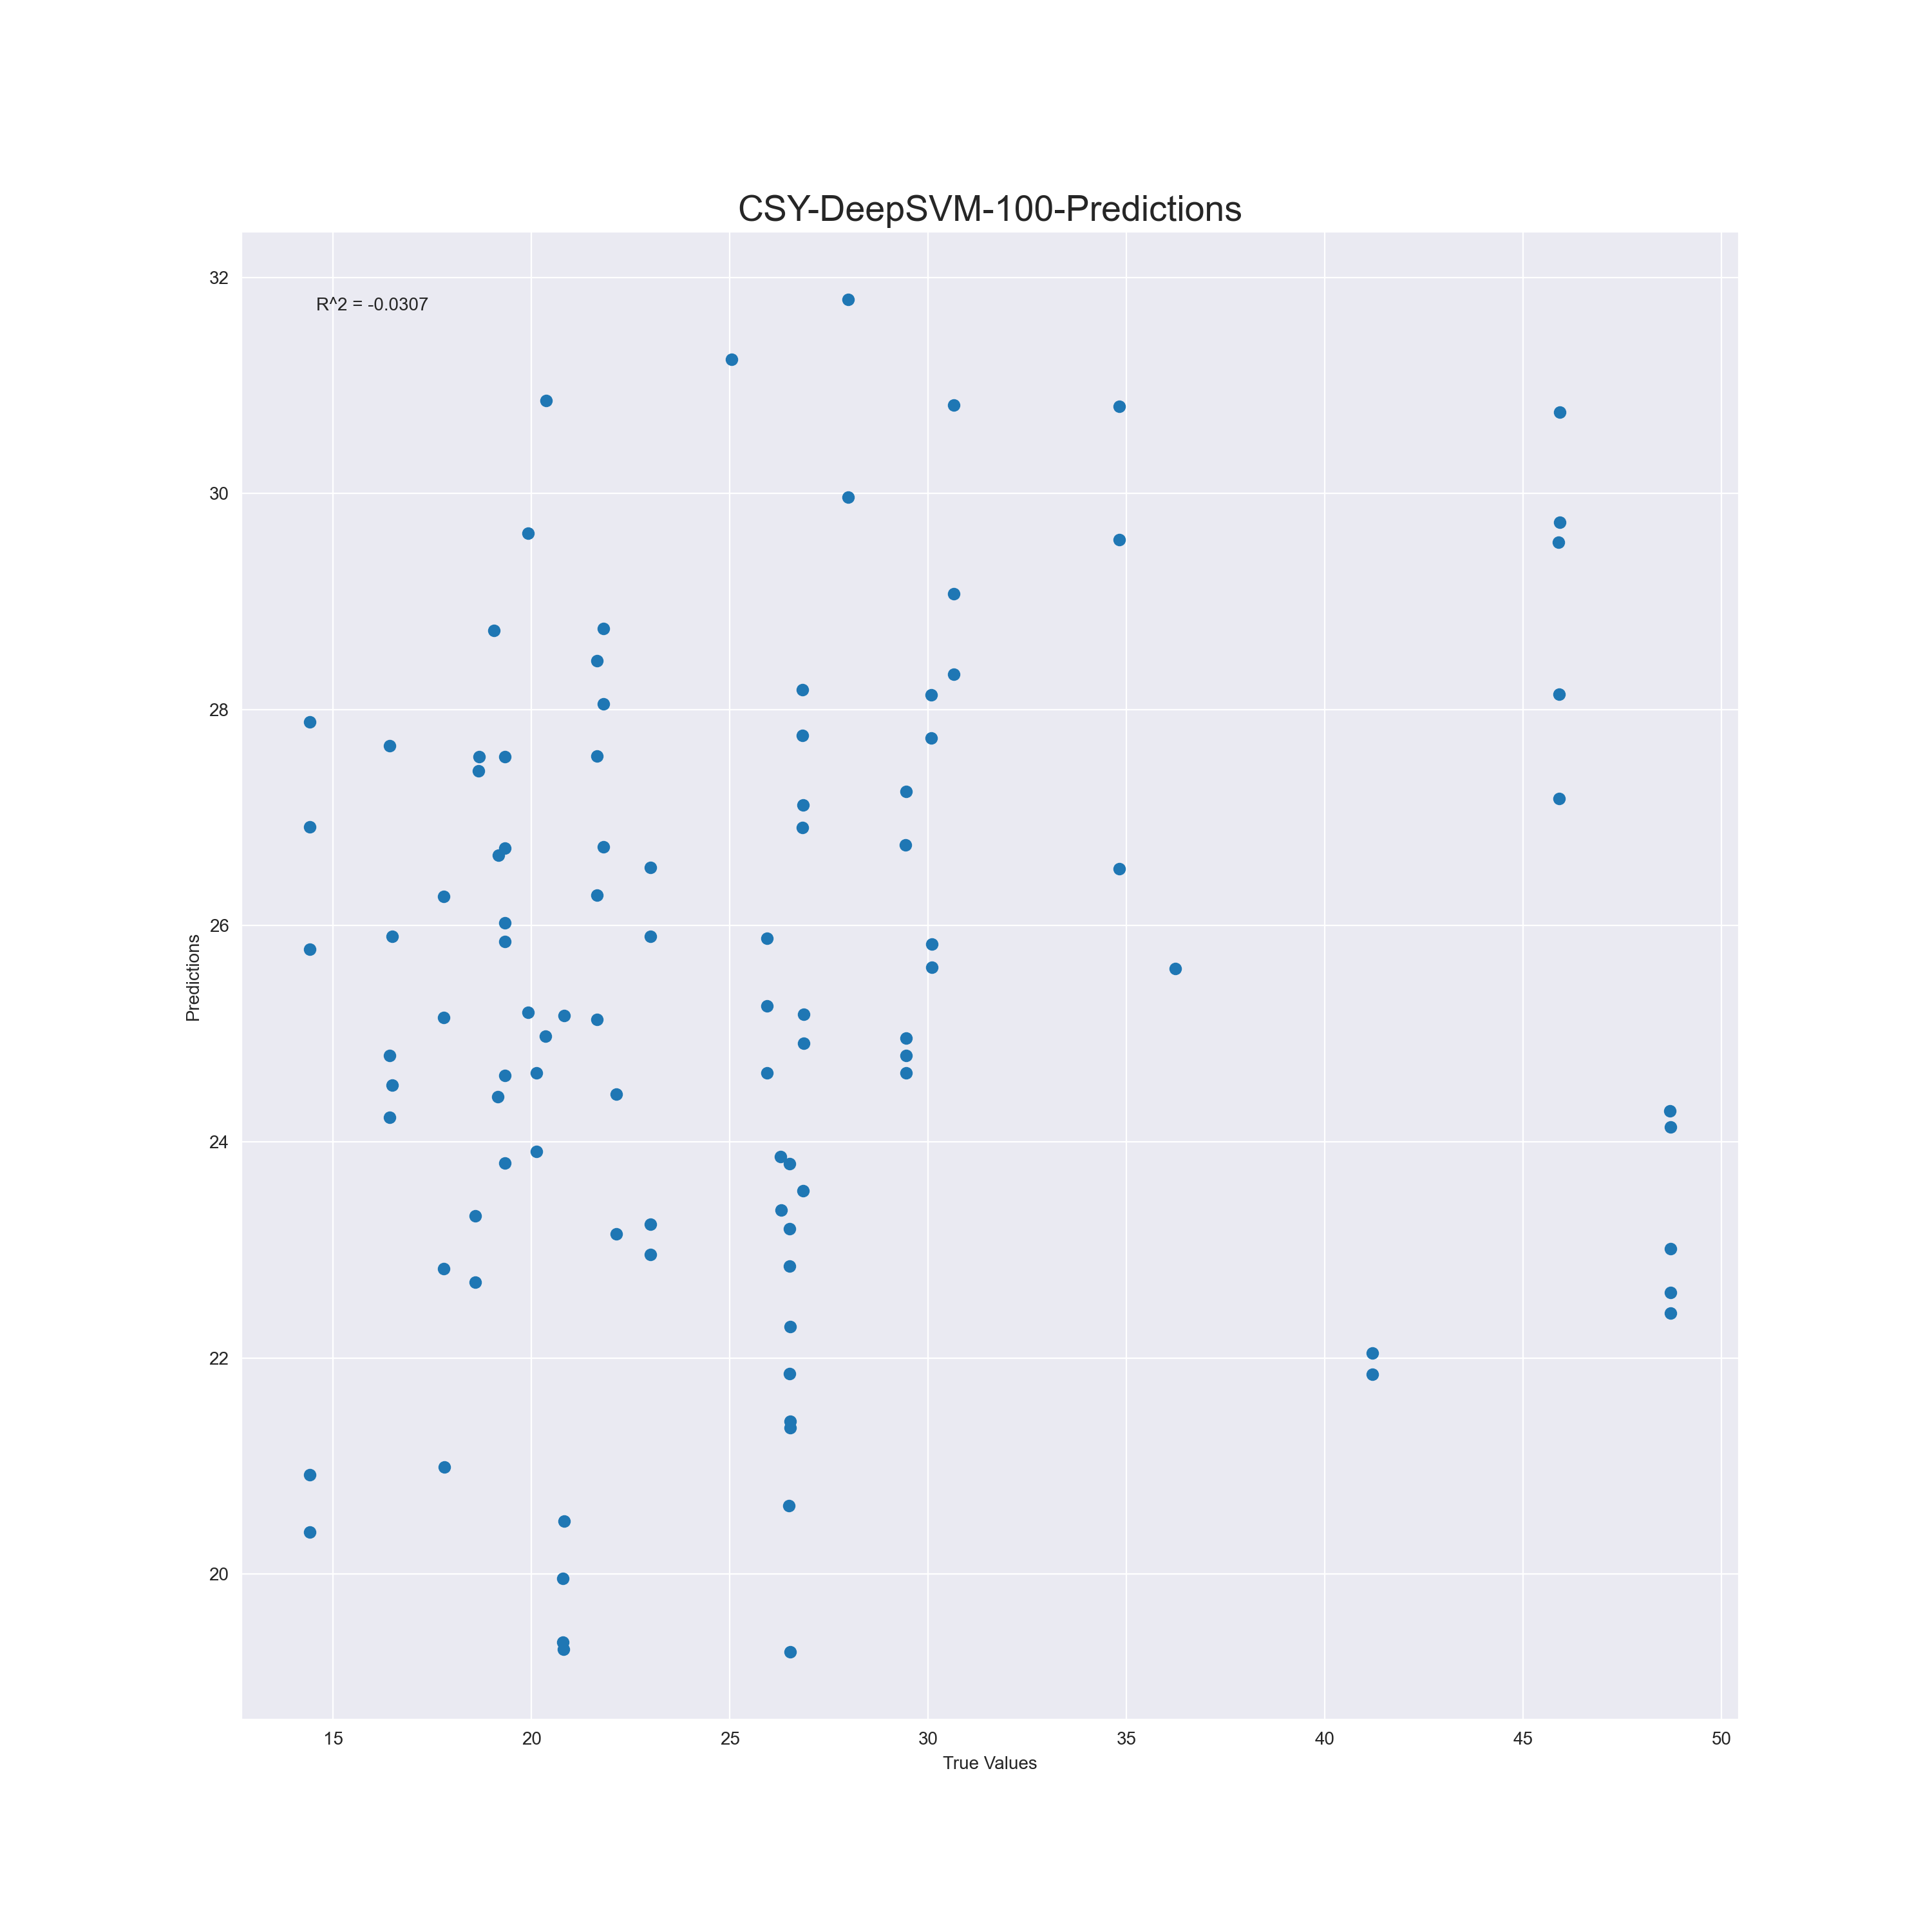 CSY-DeepSVM-100-Predictions
R^2 = -0.0307
32
30
28
26
24
22
20
Predictions
15 20 25 30 35 40 45 50
True Values